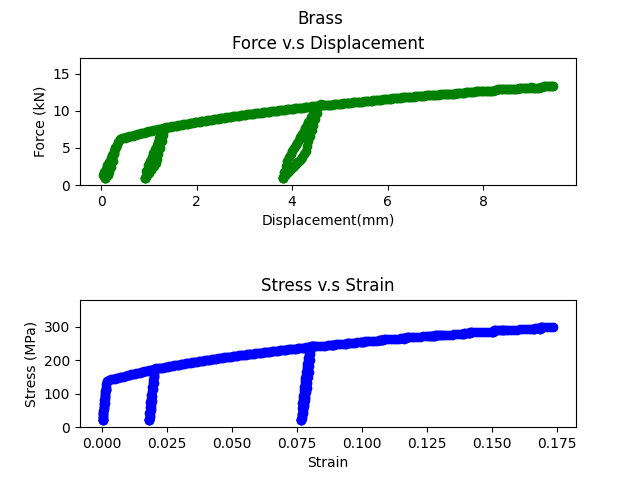 Brass
Force v.s Displacement
15
10
5
0
Force (kN)
0 2 4 6 8
Displacement(mm)
Stress v.s Strain
300
200
100
0
Stress (MPa)
0.000 0.025 0.050 0.075 0.100 0.125 0.150 0.175
Strain